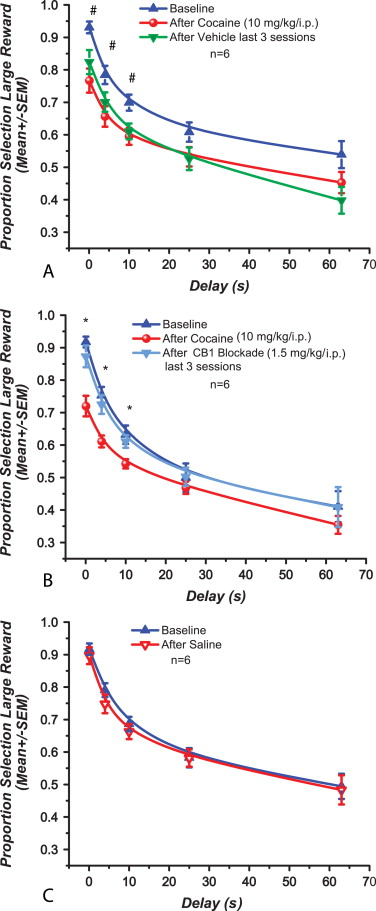 Baseline
After Cocaine (10 mg/kg/i.p.)
After Vehicle last 3 sessions
n=6
#
#
#
Proportion Selection Large Reward
(Mean+/-SEM)
1.0
0.9
0.8
0.7
0.6
0.5
0.4
0.3
0 10 20 30 40 50 60 70
Delay (s)
A
Baseline
After Cocaine (10 mg/kg/i.p.)
After CB1 Blockade (1.5 mg/kg/i.p.)
last 3 sessions
n=6
*
*
*
Proportion Selection Large Reward
(Mean+/-SEM)
1.0
0.9
0.8
0.7
0.6
0.5
0.4
0.3
0 10 20 30 40 50 60 70
Delay (s)
B
Baseline
After Saline
n=6
Proportion Selection Large Reward
(Mean+/-SEM)
1.0
0.9
0.8
0.7
0.6
0.5
0.4
0.3
0 10 20 30 40 50 60 70
Delay (s)
C